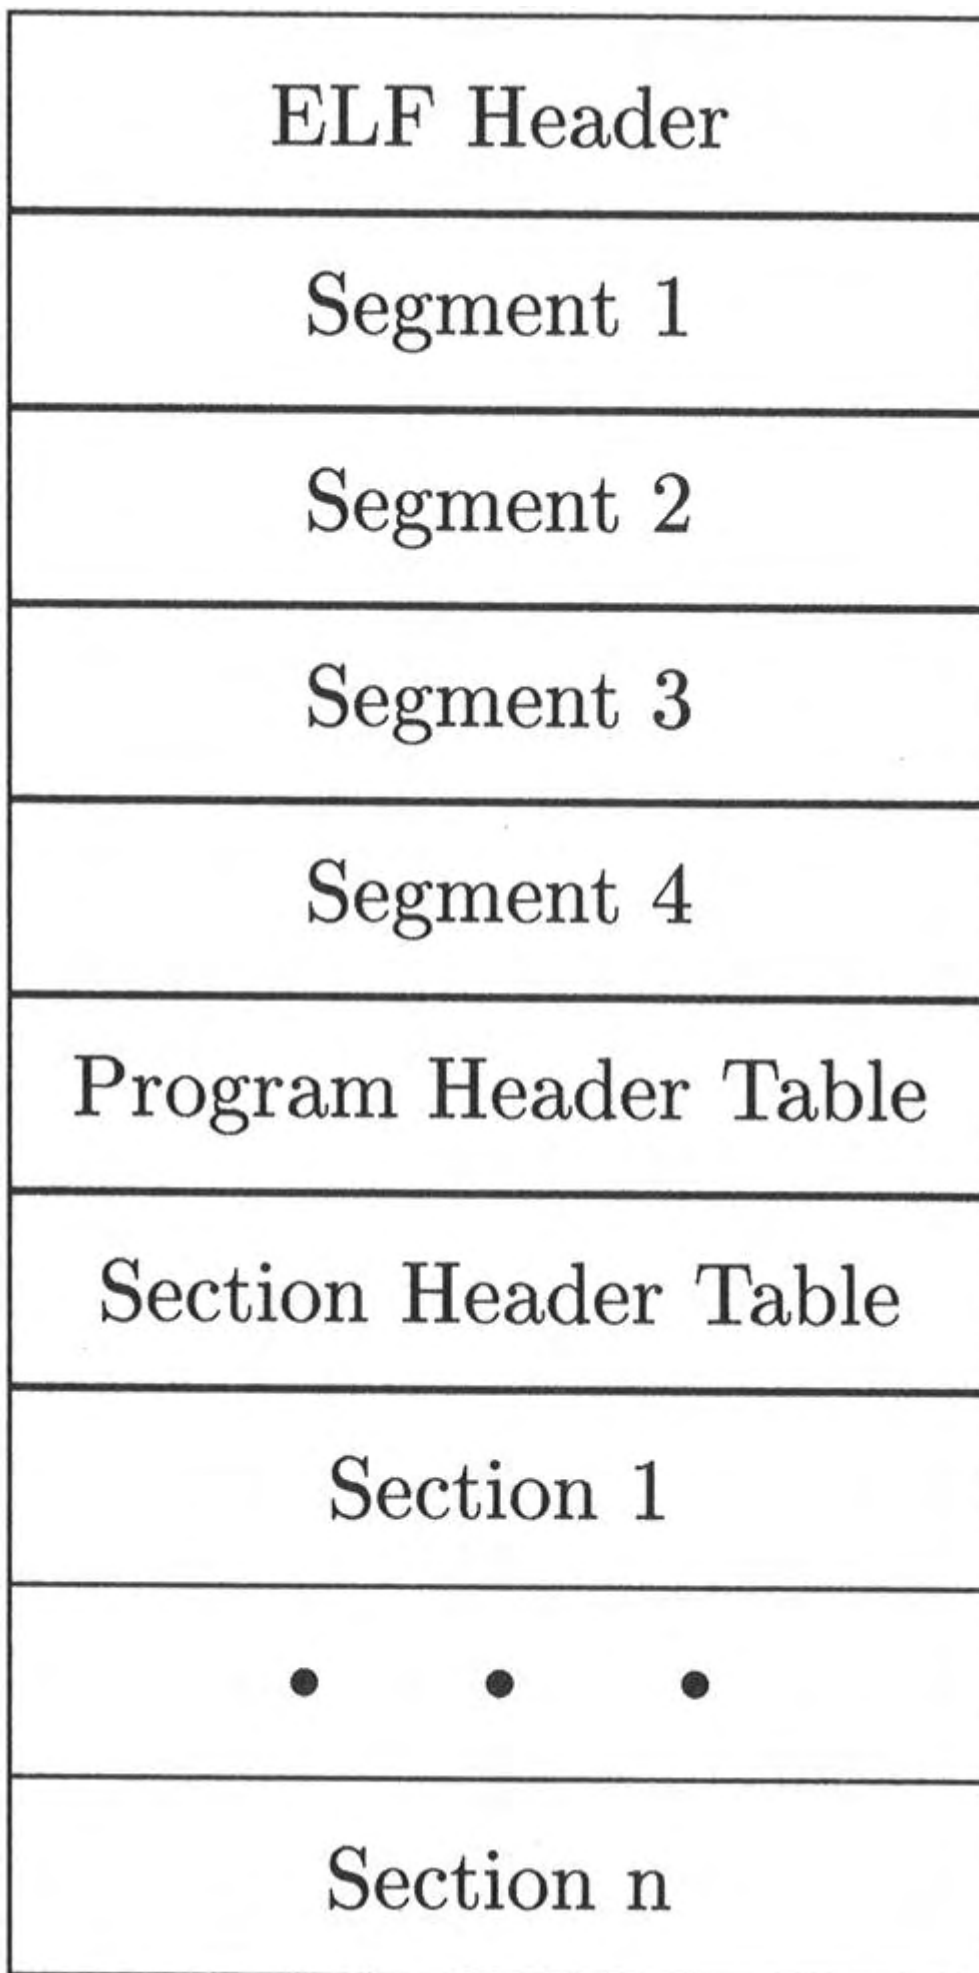 ELF Header
Segment 1
Segment 2
Segment 3
Segment 4
Program Header Table
Section Header Table
Section 1
• • •
Section n